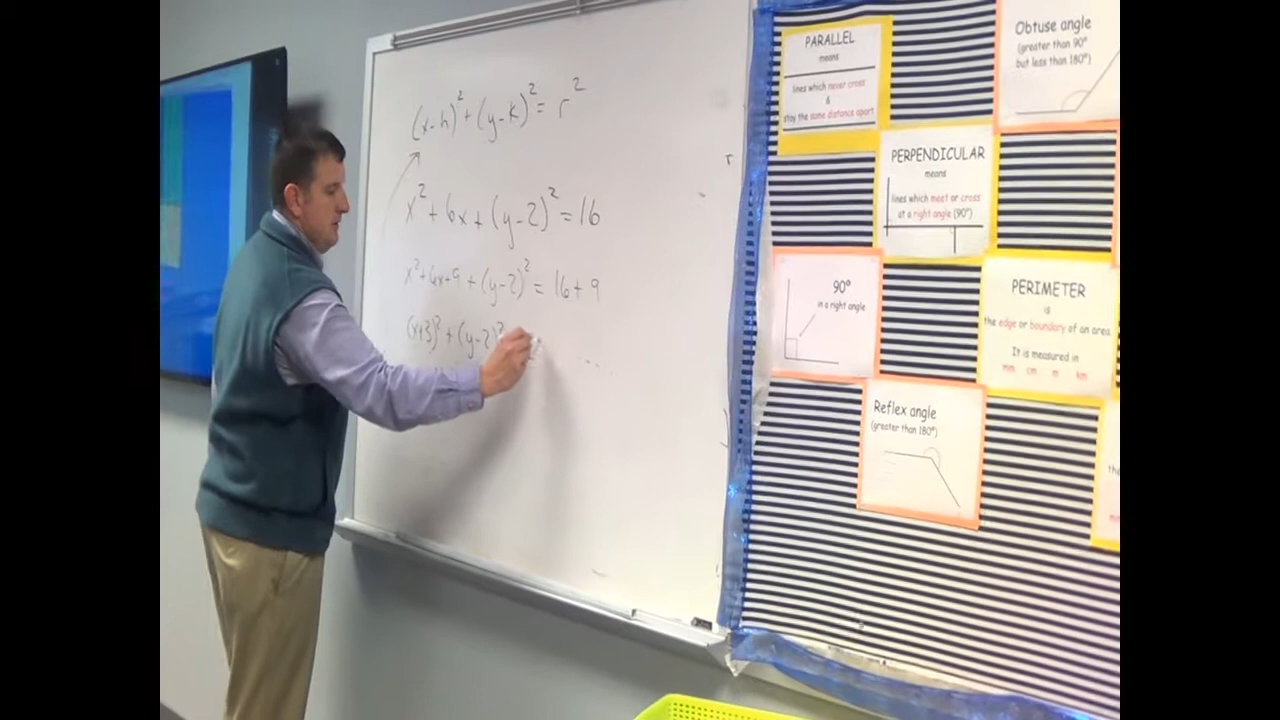 (x-h)² + (y-k)² = r²
x² + 6x + (y-2)² = 16
x² + 6x + 9 + (y-2)² = 16 + 9
(x+3)² + (y-2)²
PARALLEL
means
lines which never cross
&
stay the same distance apart
Obtuse angle
(greater than 90°
but less than 180°)
PERPENDICULAR
means
lines which meet or cross
at a right angle (90°)
90°
in a right angle
PERIMETER
is
the edge or boundary of an area.
It is measured in
mm cm m km
Reflex angle
(greater than 180°)
the